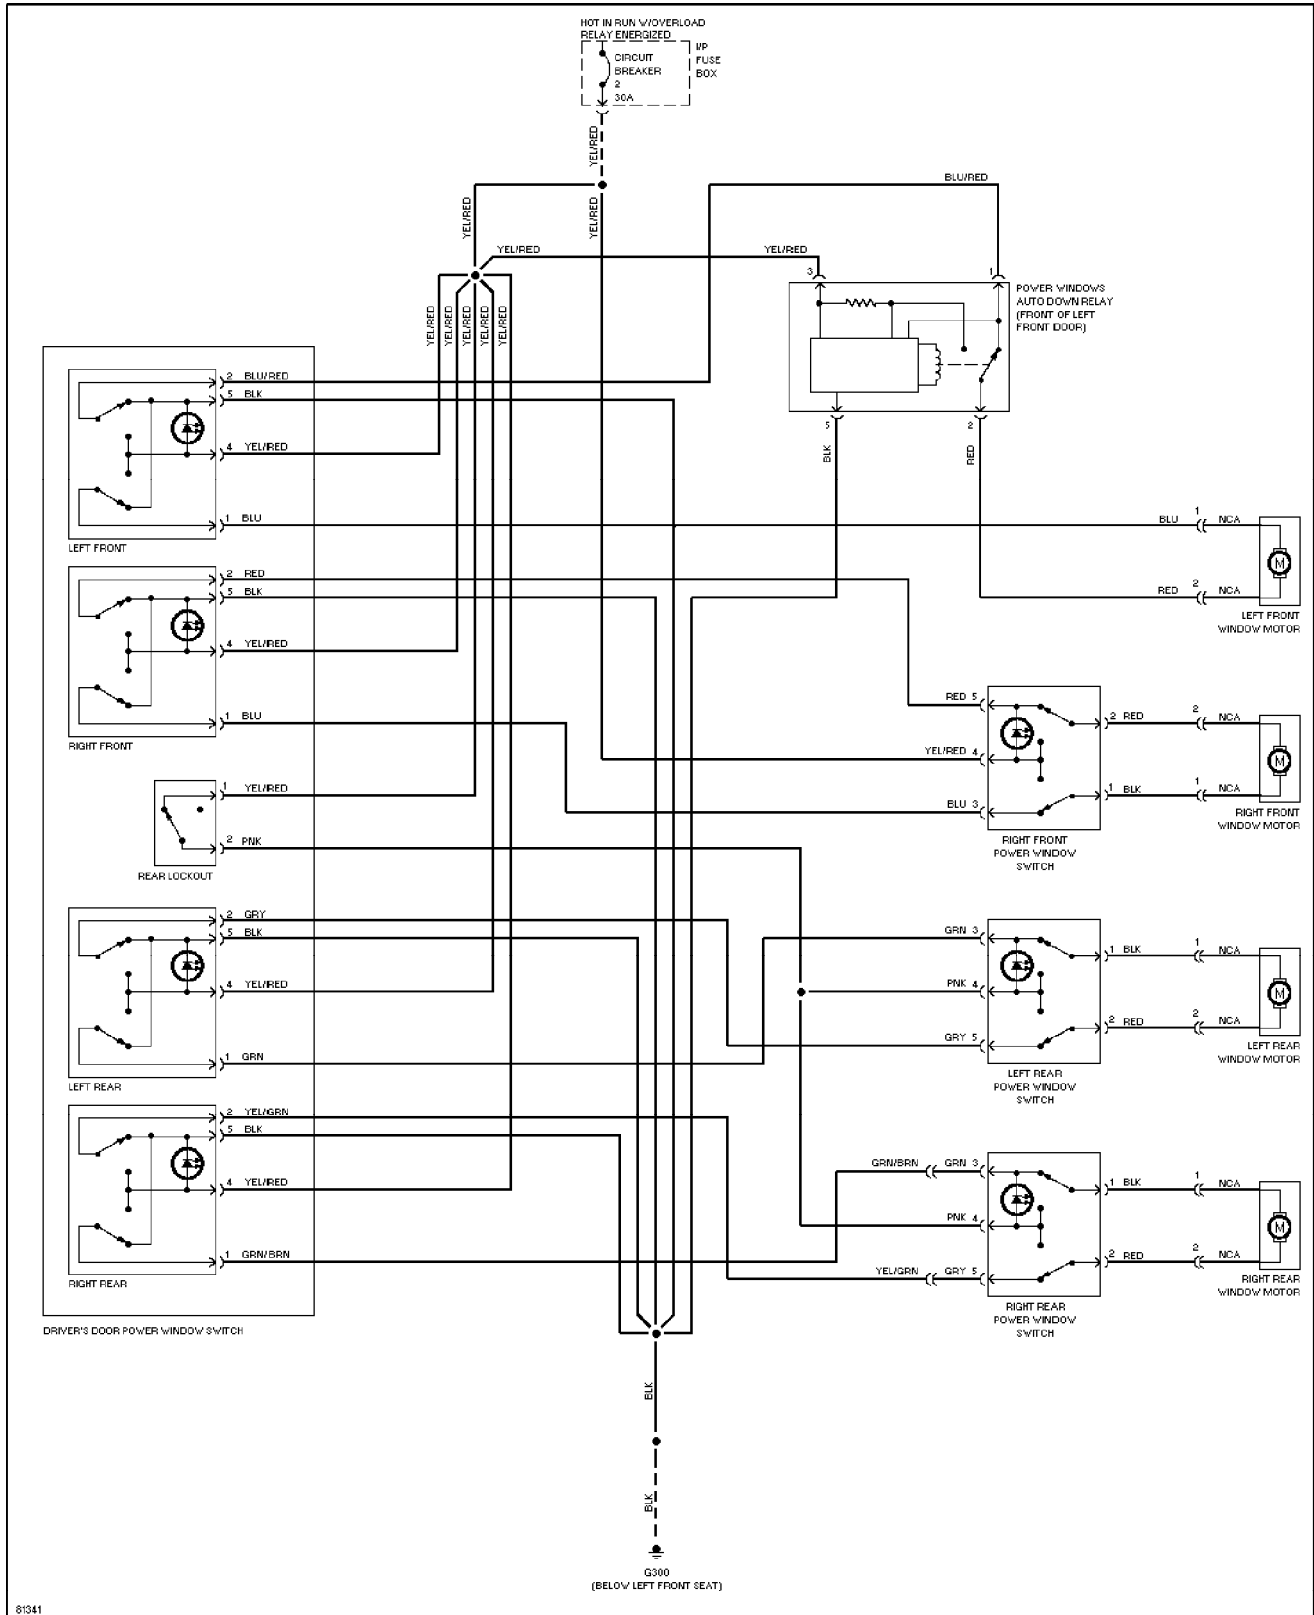 HOT IN RUN W/OVERLOAD
RELAY ENERGIZED
CIRCUIT
BREAKER
2
30A
I/P
FUSE
BOX
YEL/RED
YEL/RED
YEL/RED
BLU/RED
YEL/RED
YEL/RED
3
1
POWER WINDOWS
AUTO DOWN RELAY
(FRONT OF LEFT
FRONT DOOR)
YEL/RED
YEL/RED
YEL/RED
YEL/RED
YEL/RED
5
2
BLK
RED
2 BLU/RED
5 BLK
4 YEL/RED
1 BLU
LEFT FRONT
BLU 1 NCA
M
RED 2 NCA
LEFT FRONT
WINDOW MOTOR
2 RED
5 BLK
4 YEL/RED
1 BLU
RIGHT FRONT
RED 5
YEL/RED 4
BLU 3
2 RED 2 NCA
M
1 BLK 1 NCA
RIGHT FRONT
WINDOW MOTOR
RIGHT FRONT
POWER WINDOW
SWITCH
1 YEL/RED
2 PNK
REAR LOCKOUT
2 GRY
5 BLK
4 YEL/RED
1 GRN
LEFT REAR
GRN 3
PNK 4
GRY 5
1 BLK 1 NCA
M
2 RED 2 NCA
LEFT REAR
WINDOW MOTOR
LEFT REAR
POWER WINDOW
SWITCH
2 YEL/GRN
5 BLK
4 YEL/RED
1 GRN/BRN
RIGHT REAR
GRN/BRN GRN 3
PNK 4
YEL/GRN GRY 5
1 BLK 1 NCA
M
2 RED 2 NCA
RIGHT REAR
WINDOW MOTOR
RIGHT REAR
POWER WINDOW
SWITCH
DRIVER'S DOOR POWER WINDOW SWITCH
BLK
BLK
G300
(BELOW LEFT FRONT SEAT)
81341